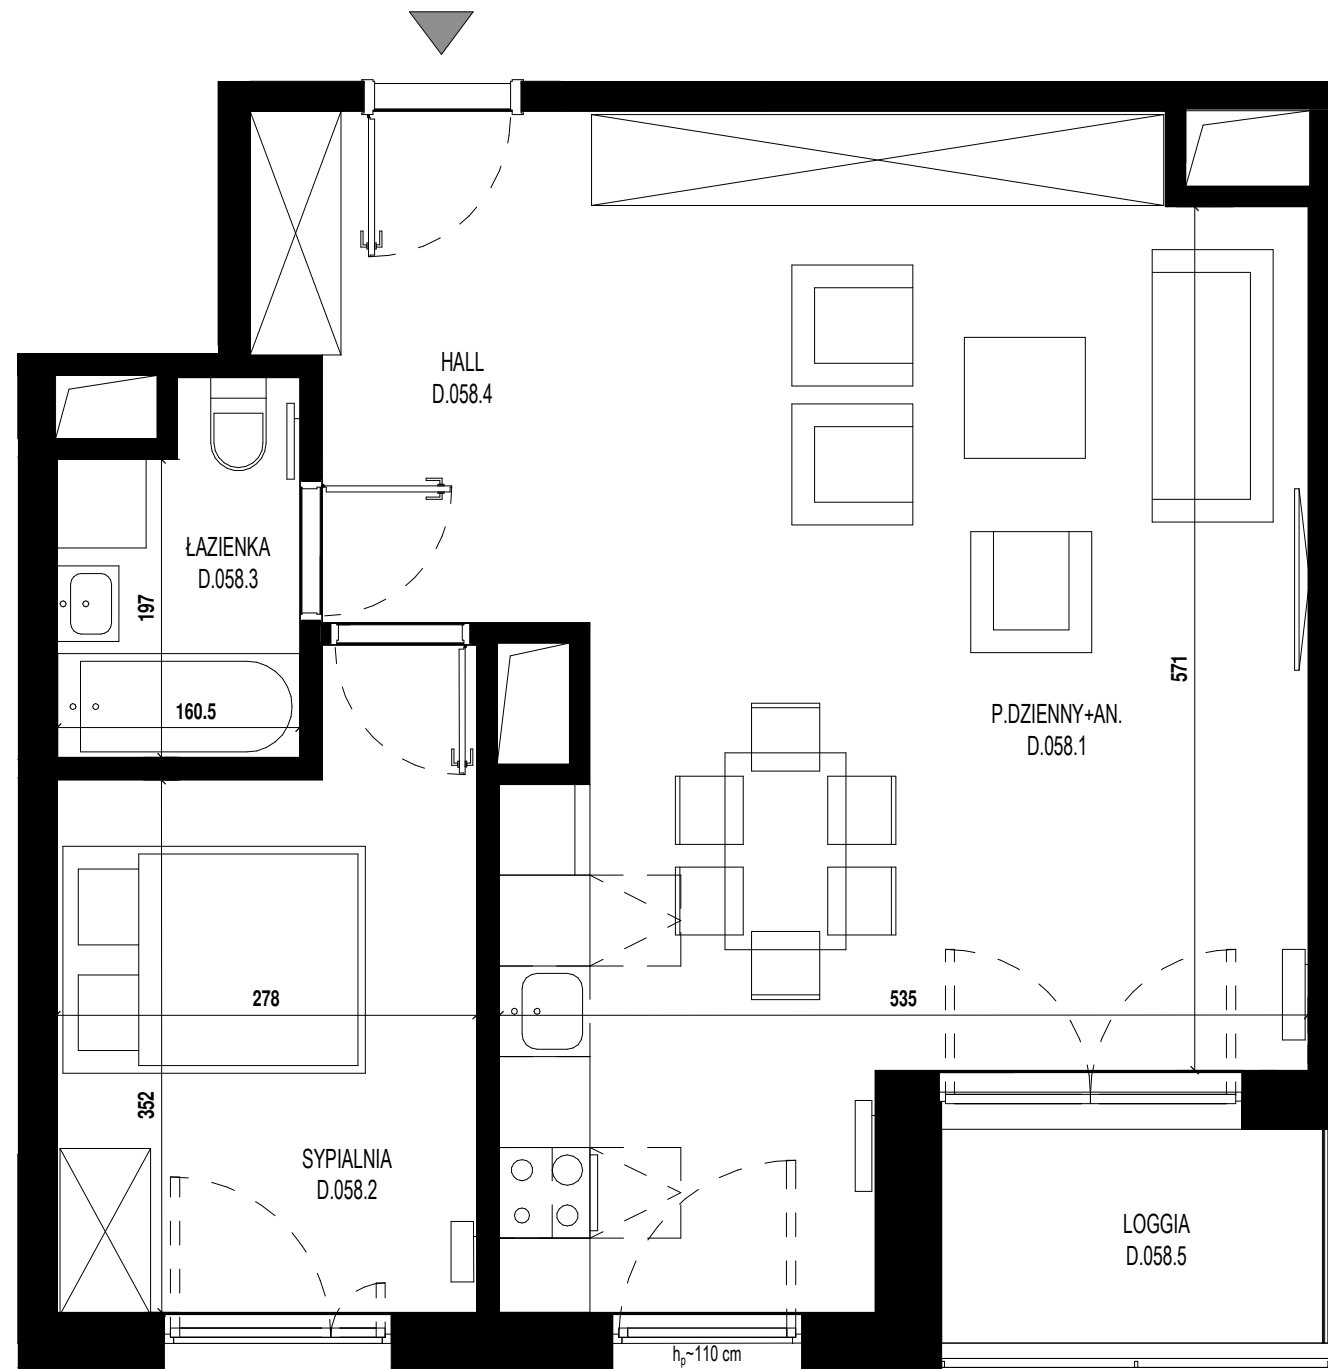 HALL
D.058.4
ŁAZIENKA
D.058.3
197
160.5
571
P.DZIENNY+AN.
D.058.1
278
535
352
SYPIALNIA
D.058.2
LOGGIA
D.058.5
hp~110 cm